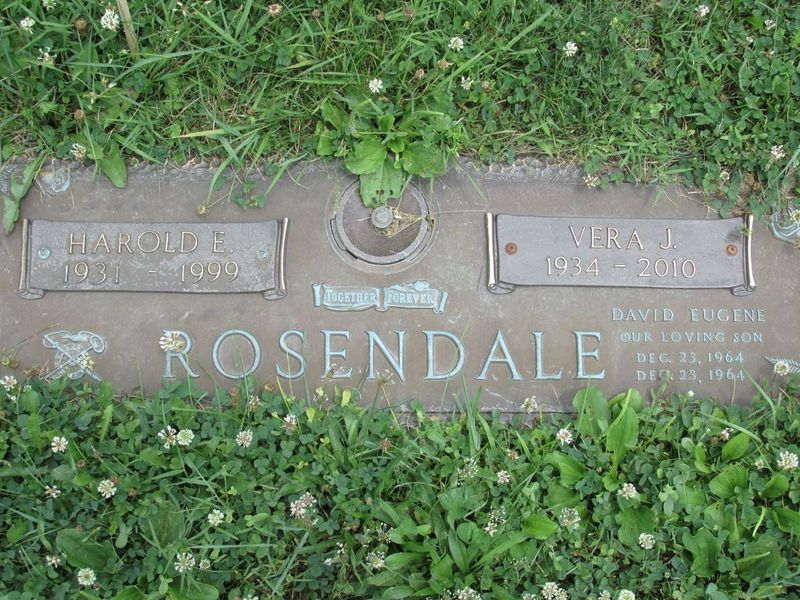 HAROLD E.
1931 - 1999
VERA J.
1934 - 2010
TOGETHER FOREVER
ROSENDALE
DAVID EUGENE
OUR LOVING SON
DEC. 23, 1964
DEC. 23, 1964